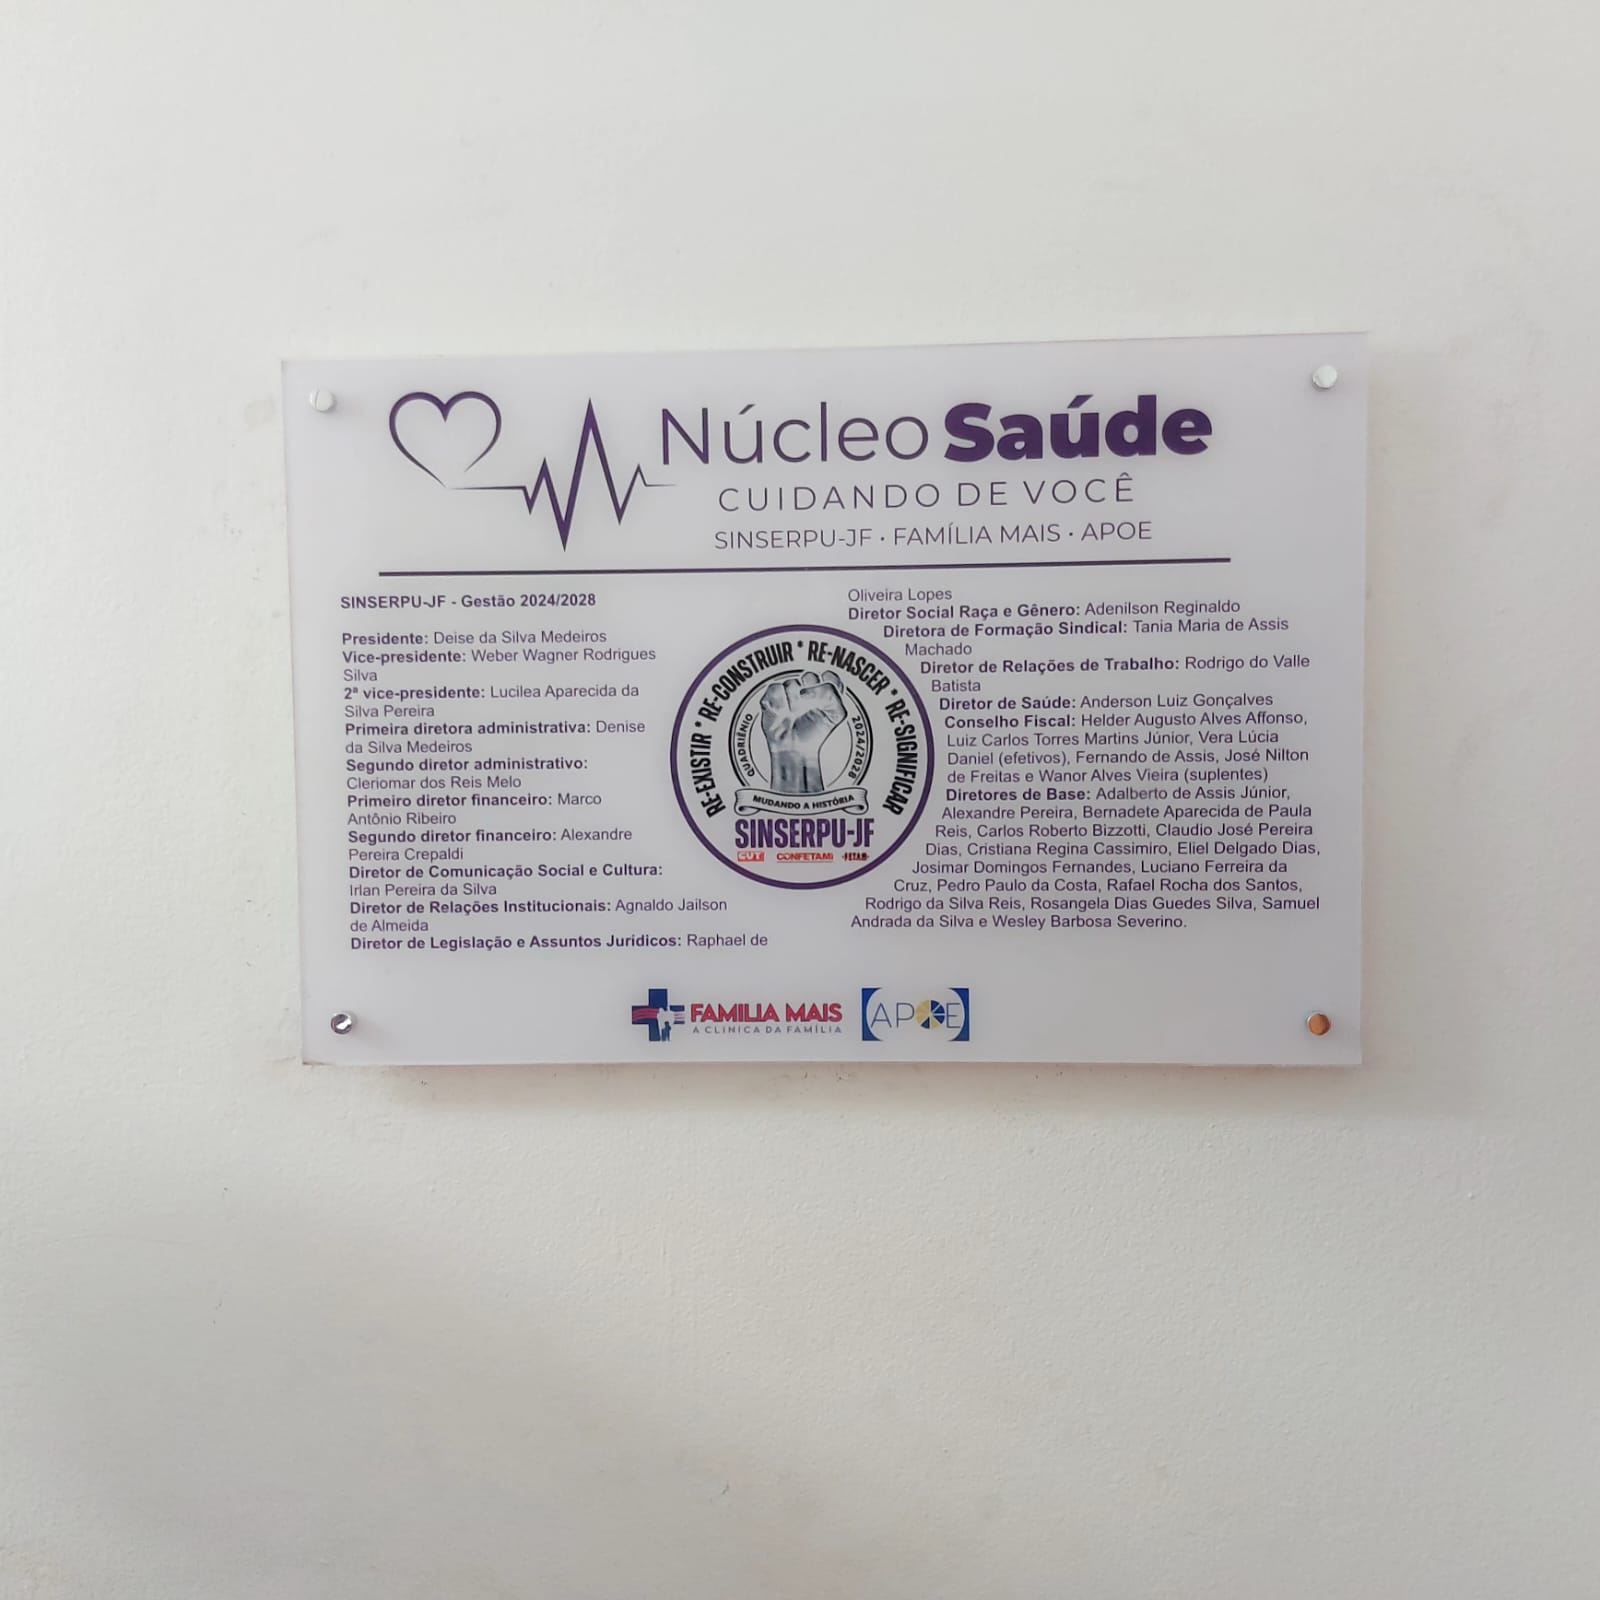 Núcleo Saúde
CUIDANDO DE VOCÊ
SINSERPU-JF • FAMÍLIA MAIS • APOE
SINSERPU-JF - Gestão 2024/2028
Presidente: Deise da Silva Medeiros
Vice-presidente: Weber Wagner Rodrigues
Silva
2ª vice-presidente: Lucilea Aparecida da
Silva Pereira
Primeira diretora administrativa: Denise
da Silva Medeiros
Segundo diretor administrativo:
Cleriomar dos Reis Melo
Primeiro diretor financeiro: Marco
Antônio Ribeiro
Segundo diretor financeiro: Alexandre
Pereira Crepaldi
Diretor de Comunicação Social e Cultura:
Irlan Pereira da Silva
Diretor de Relações Institucionais: Agnaldo Jailson
de Almeida
Diretor de Legislação e Assuntos Jurídicos: Raphael de
Oliveira Lopes
Diretor Social Raça e Gênero: Adenilson Reginaldo
Diretora de Formação Sindical: Tania Maria de Assis
Machado
Diretor de Relações de Trabalho: Rodrigo do Valle
Batista
Diretor de Saúde: Anderson Luiz Gonçalves
Conselho Fiscal: Helder Augusto Alves Affonso,
Luiz Carlos Torres Martins Júnior, Vera Lúcia
Daniel (efetivos), Fernando de Assis, José Nilton
de Freitas e Wanor Alves Vieira (suplentes)
Diretores de Base: Adalberto de Assis Júnior,
Alexandre Pereira, Bernadete Aparecida de Paula
Reis, Carlos Roberto Bizzotti, Claudio José Pereira
Dias, Cristiana Regina Cassimiro, Eliel Delgado Dias,
Josimar Domingos Fernandes, Luciano Ferreira da
Cruz, Pedro Paulo da Costa, Rafael Rocha dos Santos,
Rodrigo da Silva Reis, Rosangela Dias Guedes Silva, Samuel
Andrada da Silva e Wesley Barbosa Severino.
RE-EXISTIR * RE-CONSTRUIR * RE-NASCER * RE-SIGNIFICAR
QUADRIÊNIO 2024/2028
MUDANDO A HISTÓRIA
SINSERPU-JF
CUT CONFETAM FETAM
FAMILIA MAIS
A CLINICA DA FAMÍLIA
APOE